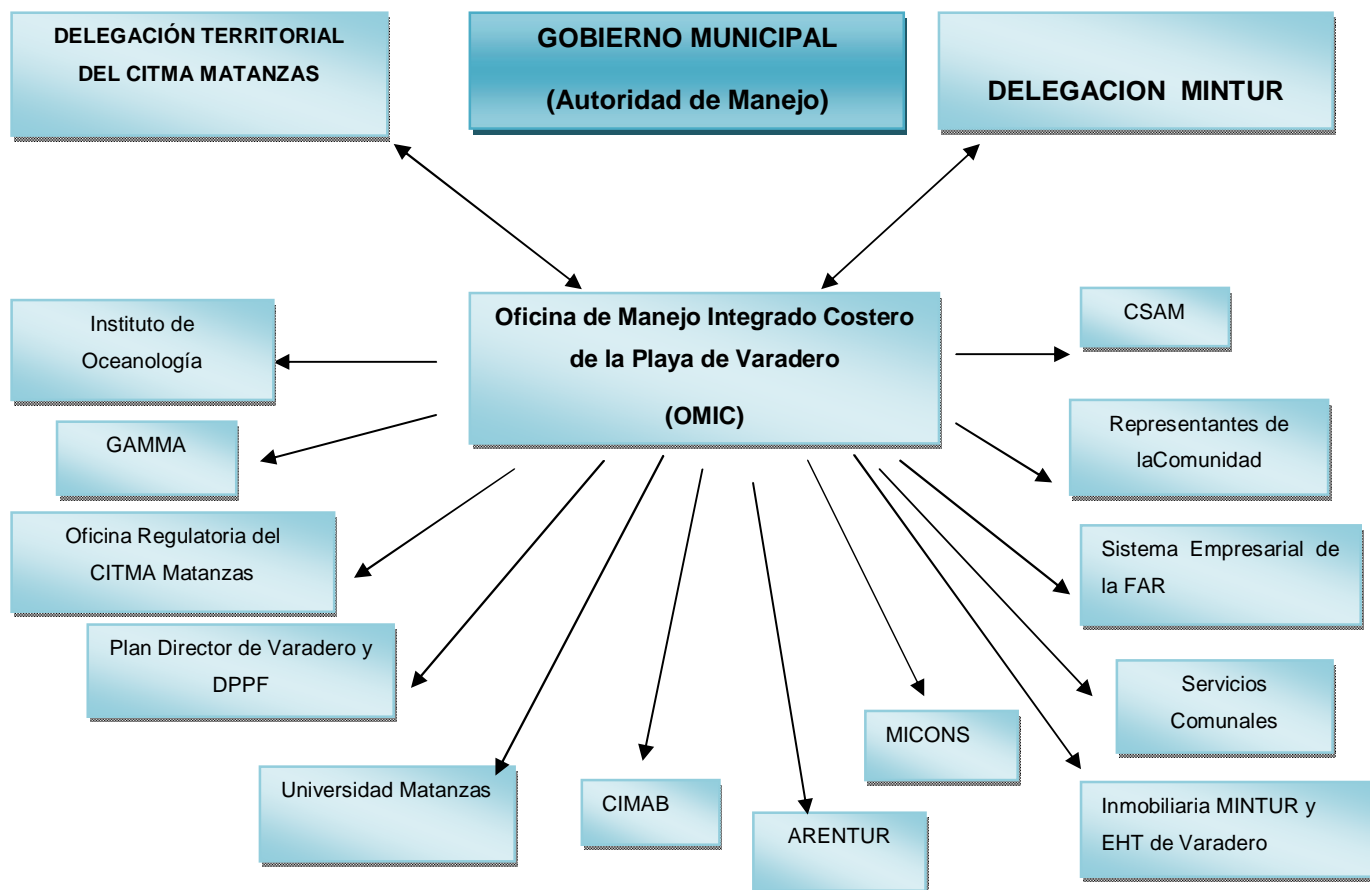 DELEGACIÓN TERRITORIAL
DEL CITMA MATANZAS
GOBIERNO MUNICIPAL
(Autoridad de Manejo)
DELEGACION MINTUR
Oficina de Manejo Integrado Costero
de la Playa de Varadero
(OMIC)
Instituto de
Oceanología
GAMMA
Oficina Regulatoria del
CITMA Matanzas
Plan Director de Varadero y
DPPF
Universidad Matanzas
CIMAB
ARENTUR
MICONS
CSAM
Representantes de
laComunidad
Sistema Empresarial de
la FAR
Servicios
Comunales
Inmobiliaria MINTUR y
EHT de Varadero